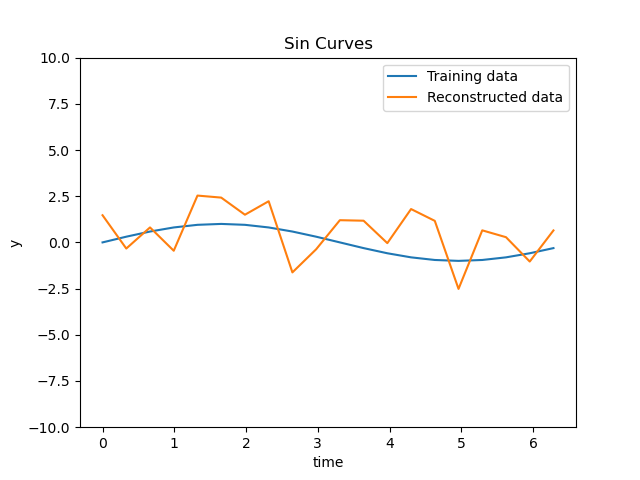 Sin Curves
Training data
Reconstructed data
10.0
7.5
5.0
2.5
0.0
−2.5
−5.0
−7.5
−10.0
y
0 1 2 3 4 5 6
time